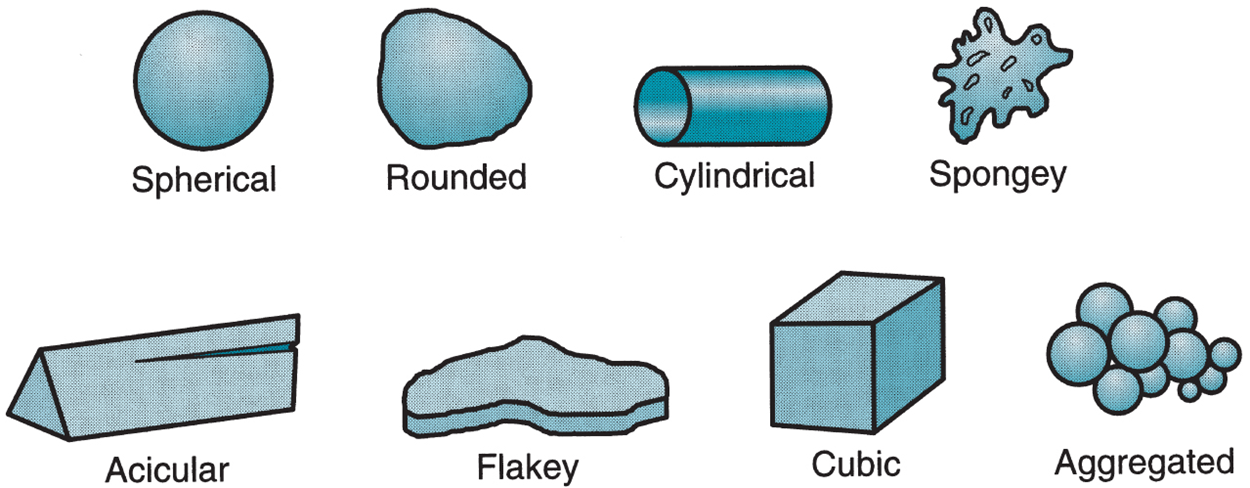 Spherical
Rounded
Cylindrical
Spongey
Acicular
Flakey
Cubic
Aggregated